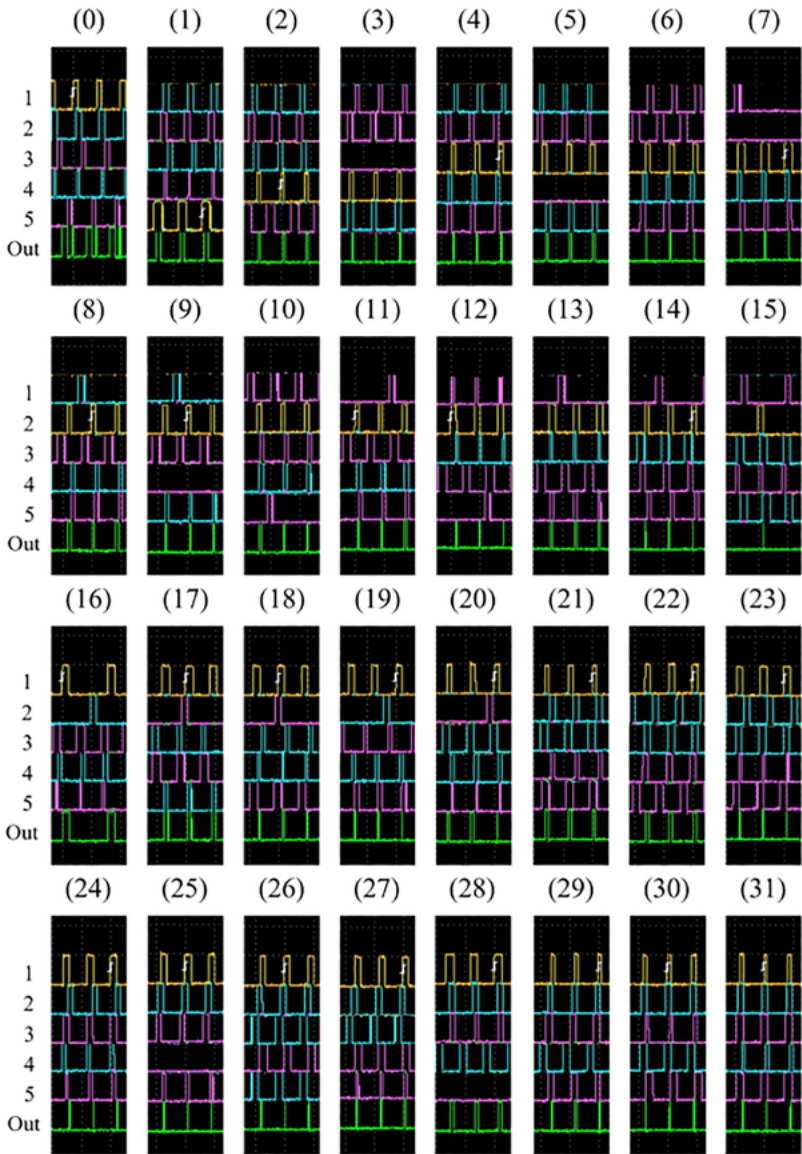 (0) (1) (2) (3) (4) (5) (6) (7)
1
2
3
4
5
Out
(8) (9) (10) (11) (12) (13) (14) (15)
1
2
3
4
5
Out
(16) (17) (18) (19) (20) (21) (22) (23)
1
2
3
4
5
Out
(24) (25) (26) (27) (28) (29) (30) (31)
1
2
3
4
5
Out